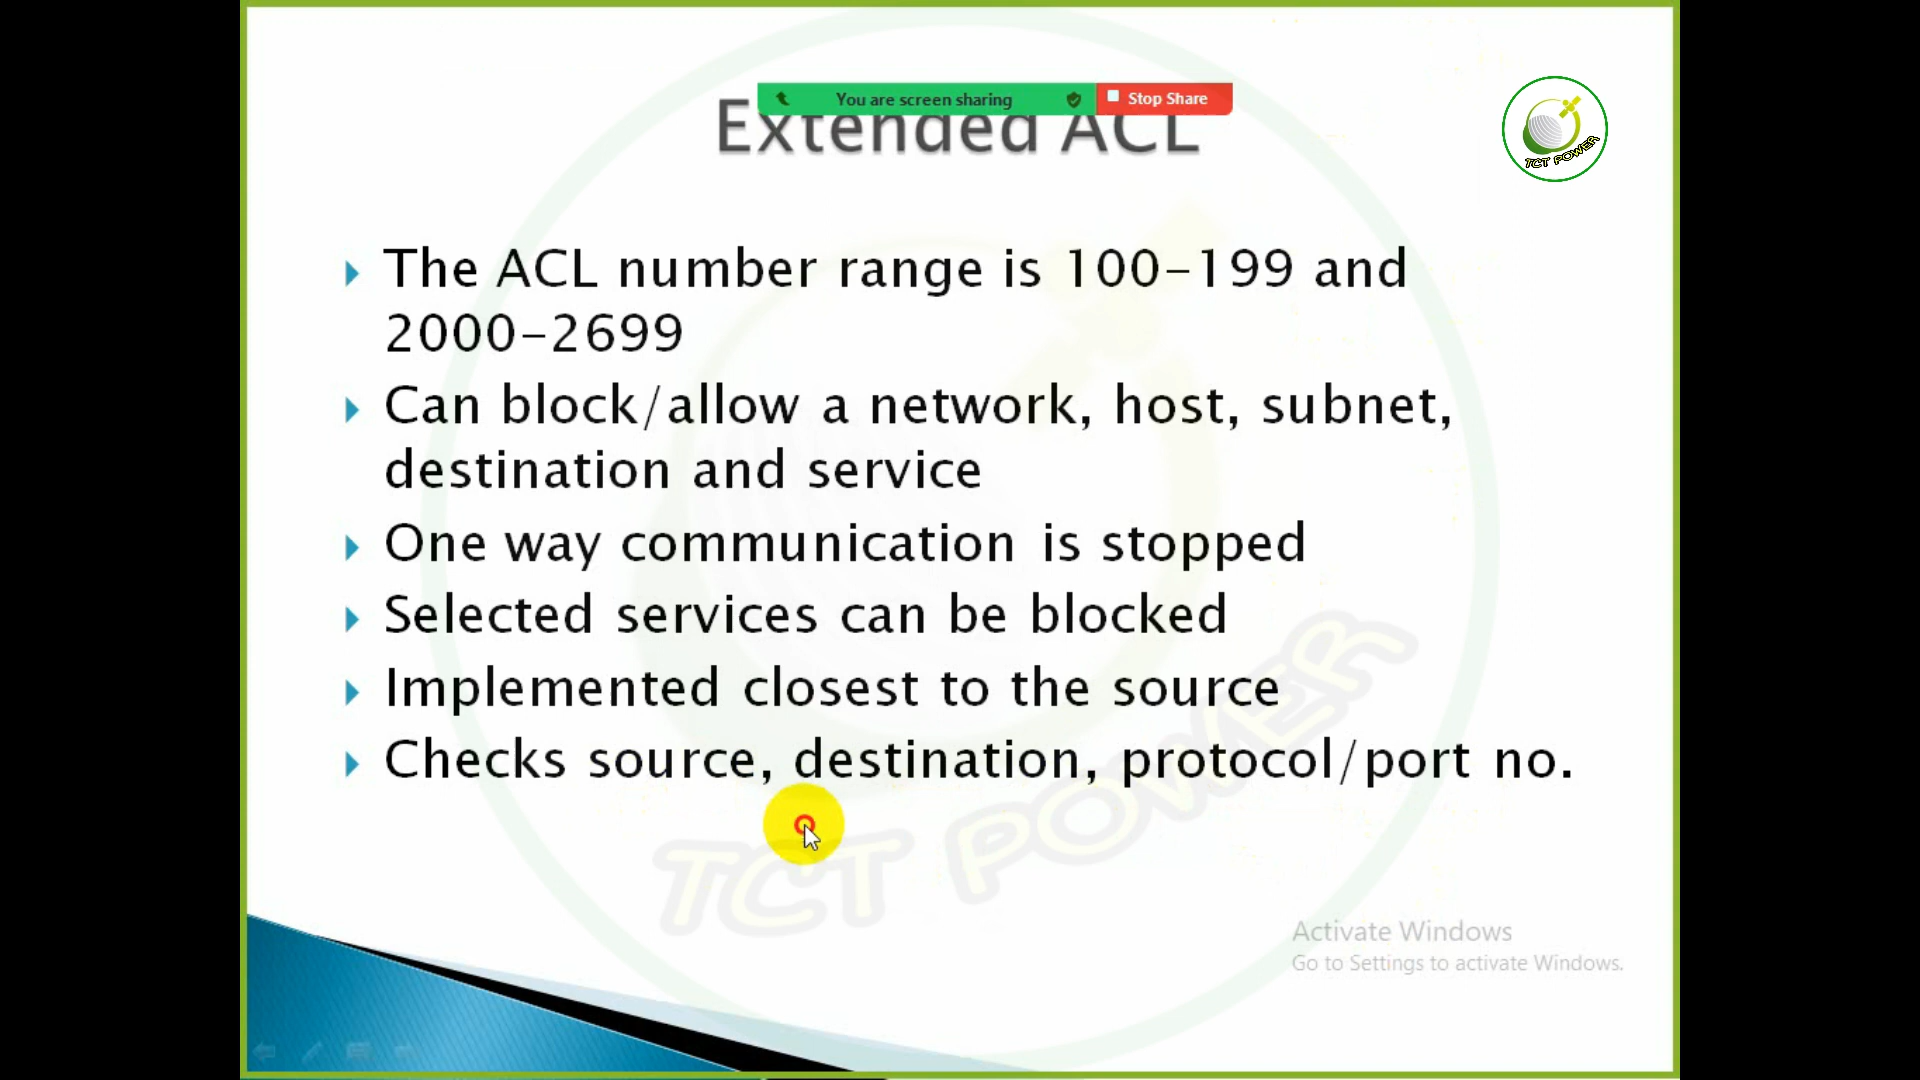 You are screen sharing
Stop Share
Extended ACL
TCT POWER
The ACL number range is 100-199 and
2000-2699
Can block/allow a network, host, subnet,
destination and service
One way communication is stopped
Selected services can be blocked
Implemented closest to the source
Checks source, destination, protocol/port no.
TCT POWER
Activate Windows
Go to Settings to activate Windows.